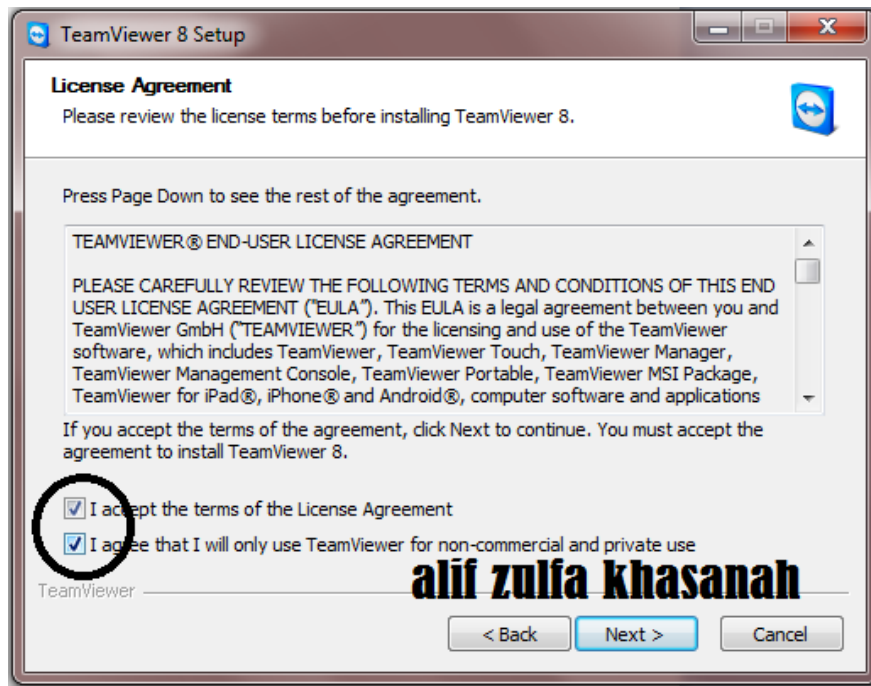 TeamViewer 8 Setup
License Agreement
Please review the license terms before installing TeamViewer 8.
Press Page Down to see the rest of the agreement.
TEAMVIEWER® END-USER LICENSE AGREEMENT
PLEASE CAREFULLY REVIEW THE FOLLOWING TERMS AND CONDITIONS OF THIS END
USER LICENSE AGREEMENT ("EULA"). This EULA is a legal agreement between you and
TeamViewer GmbH ("TEAMVIEWER") for the licensing and use of the TeamViewer
software, which includes TeamViewer, TeamViewer Touch, TeamViewer Manager,
TeamViewer Management Console, TeamViewer Portable, TeamViewer MSI Package,
TeamViewer for iPad®, iPhone® and Android®, computer software and applications
If you accept the terms of the agreement, click Next to continue. You must accept the
agreement to install TeamViewer 8.
I accept the terms of the License Agreement
I agree that I will only use TeamViewer for non-commercial and private use
alif zulfa khasanah
TeamViewer
< Back Next > Cancel